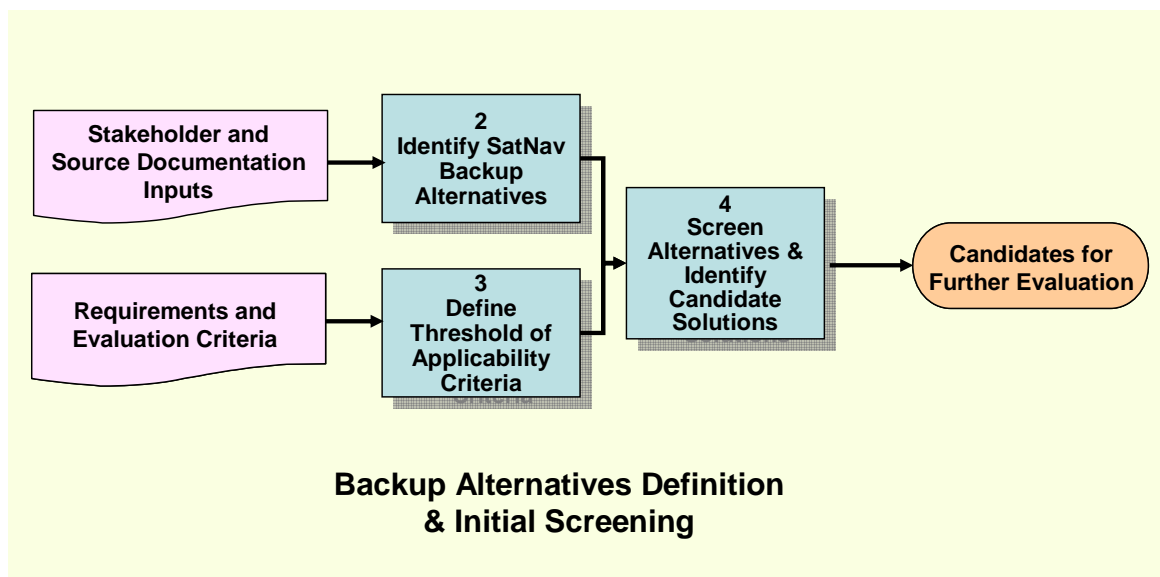 Stakeholder and
Source Documentation
Inputs
2
Identify SatNav
Backup
Alternatives
4
Screen
Alternatives &
Identify
Candidate
Solutions
Candidates for
Further Evaluation
Requirements and
Evaluation Criteria
3
Define
Threshold of
Applicability
Criteria
Backup Alternatives Definition
& Initial Screening